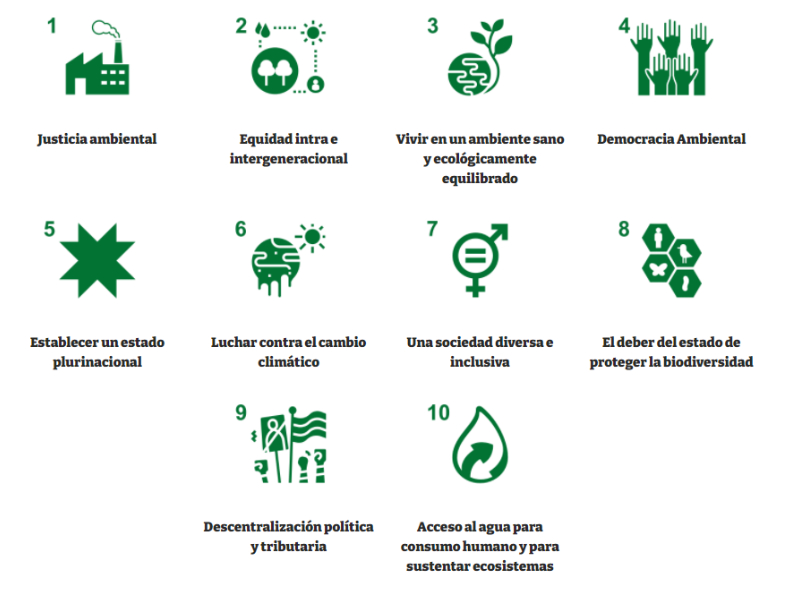 1
Justicia ambiental
2
Equidad intra e
intergeneracional
3
Vivir en un ambiente sano
y ecológicamente
equilibrado
4
Democracia Ambiental
5
Establecer un estado
plurinacional
6
Luchar contra el cambio
climático
7
Una sociedad diversa e
inclusiva
8
El deber del estado de
proteger la biodiversidad
9
Descentralización política
y tributaria
10
Acceso al agua para
consumo humano y para
sustentar ecosistemas